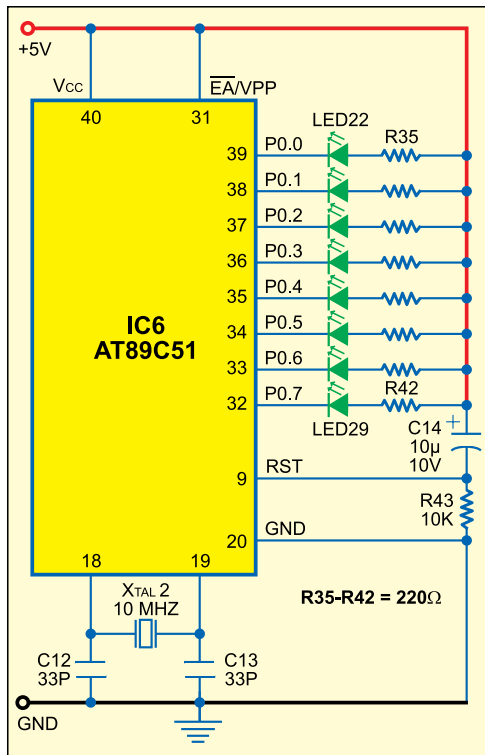 +5V
VCC
EA/VPP
40
31
LED22
R35
39
P0.0
38
P0.1
37
P0.2
36
P0.3
35
P0.4
34
P0.5
33
P0.6
32
P0.7
R42
LED29
IC6
AT89C51
C14
+
10µ
10V
9
RST
R43
10K
20
GND
18
19
XTAL 2
10 MHZ
R35-R42 = 220Ω
C12
33P
C13
33P
GND